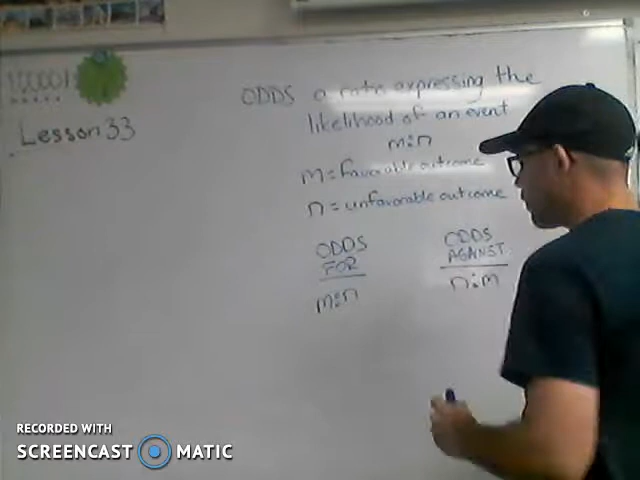 100001
Lesson 33
ODDS a ratio expressing the
likelihood of an event
m:n
m = favorable outcome
n = unfavorable outcome
ODDS
FOR
m:n
ODDS
AGAINST
n:m
RECORDED WITH
SCREENCAST MATIC